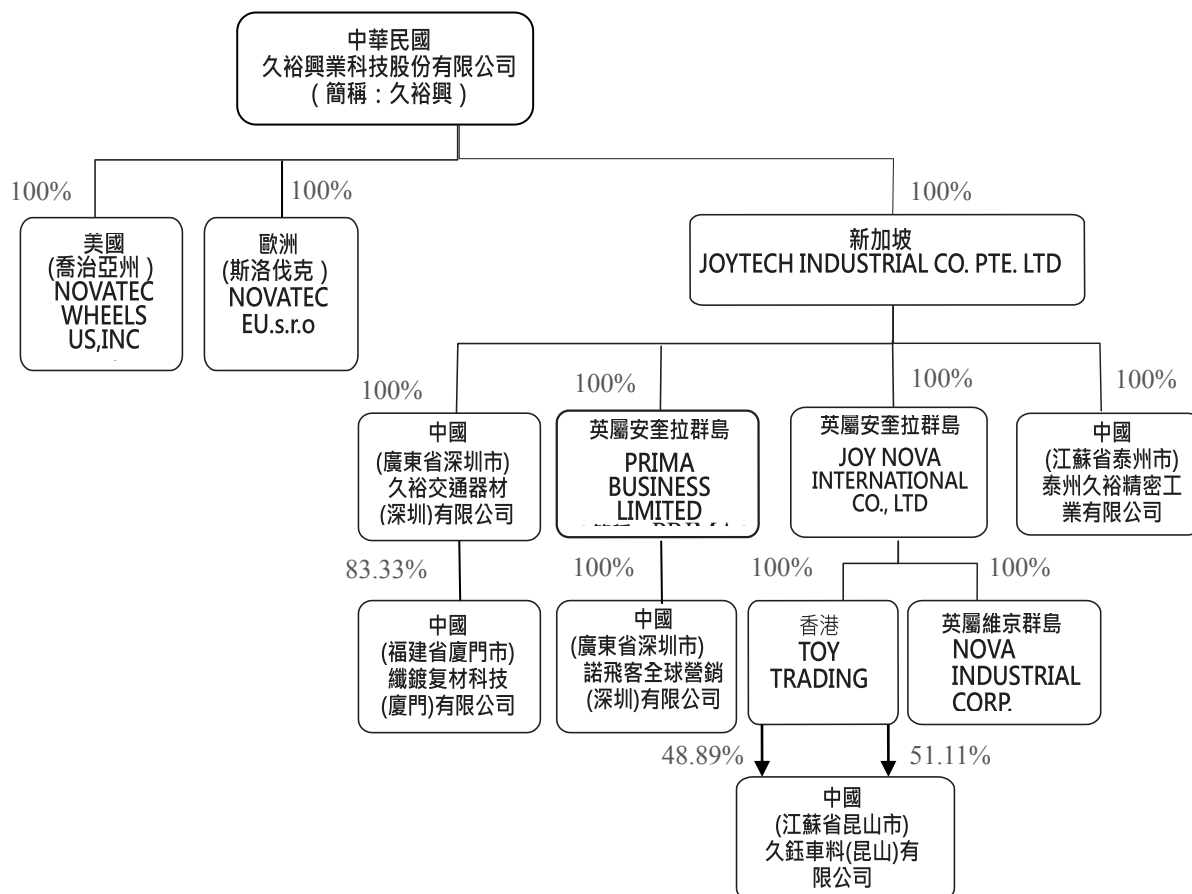 中華民國
久裕興業科技股份有限公司
(簡稱：久裕興)
100%
100%
100%
美國
(喬治亞州)
NOVATEC
WHEELS
US,INC
歐洲
(斯洛伐克)
NOVATEC
EU.s.r.o
新加坡
JOYTECH INDUSTRIAL CO. PTE. LTD
100%
100%
100%
100%
中國
(廣東省深圳市)
久裕交通器材
(深圳)有限公司
英屬安奎拉群島
PRIMA
BUSINESS
LIMITED
英屬安奎拉群島
JOY NOVA
INTERNATIONAL
CO., LTD
中國
(江蘇省泰州市)
泰州久裕精密工
業有限公司
83.33%
100%
100%
100%
中國
(福建省廈門市)
纖鍍复材科技
(廈門)有限公司
中國
(廣東省深圳市)
諾飛客全球營銷
(深圳)有限公司
香港
TOY
TRADING
英屬維京群島
NOVA
INDUSTRIAL
CORP.
48.89%
51.11%
中國
(江蘇省昆山市)
久鈺車料(昆山)有
限公司